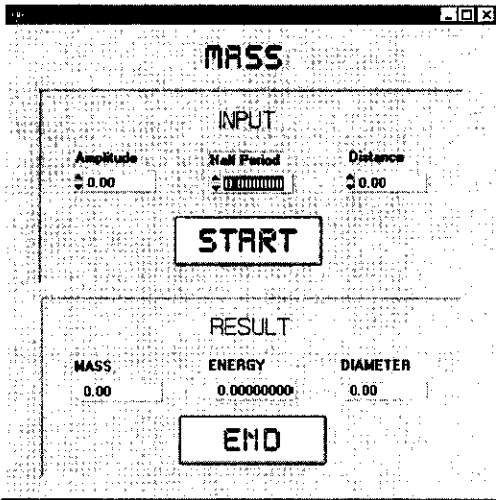 MASS
INPUT
Amplitude Half Period Distance
0.00 0.00
START
RESULT
MASS ENERGY DIAMETER
0.00 0.00000000 0.00
END